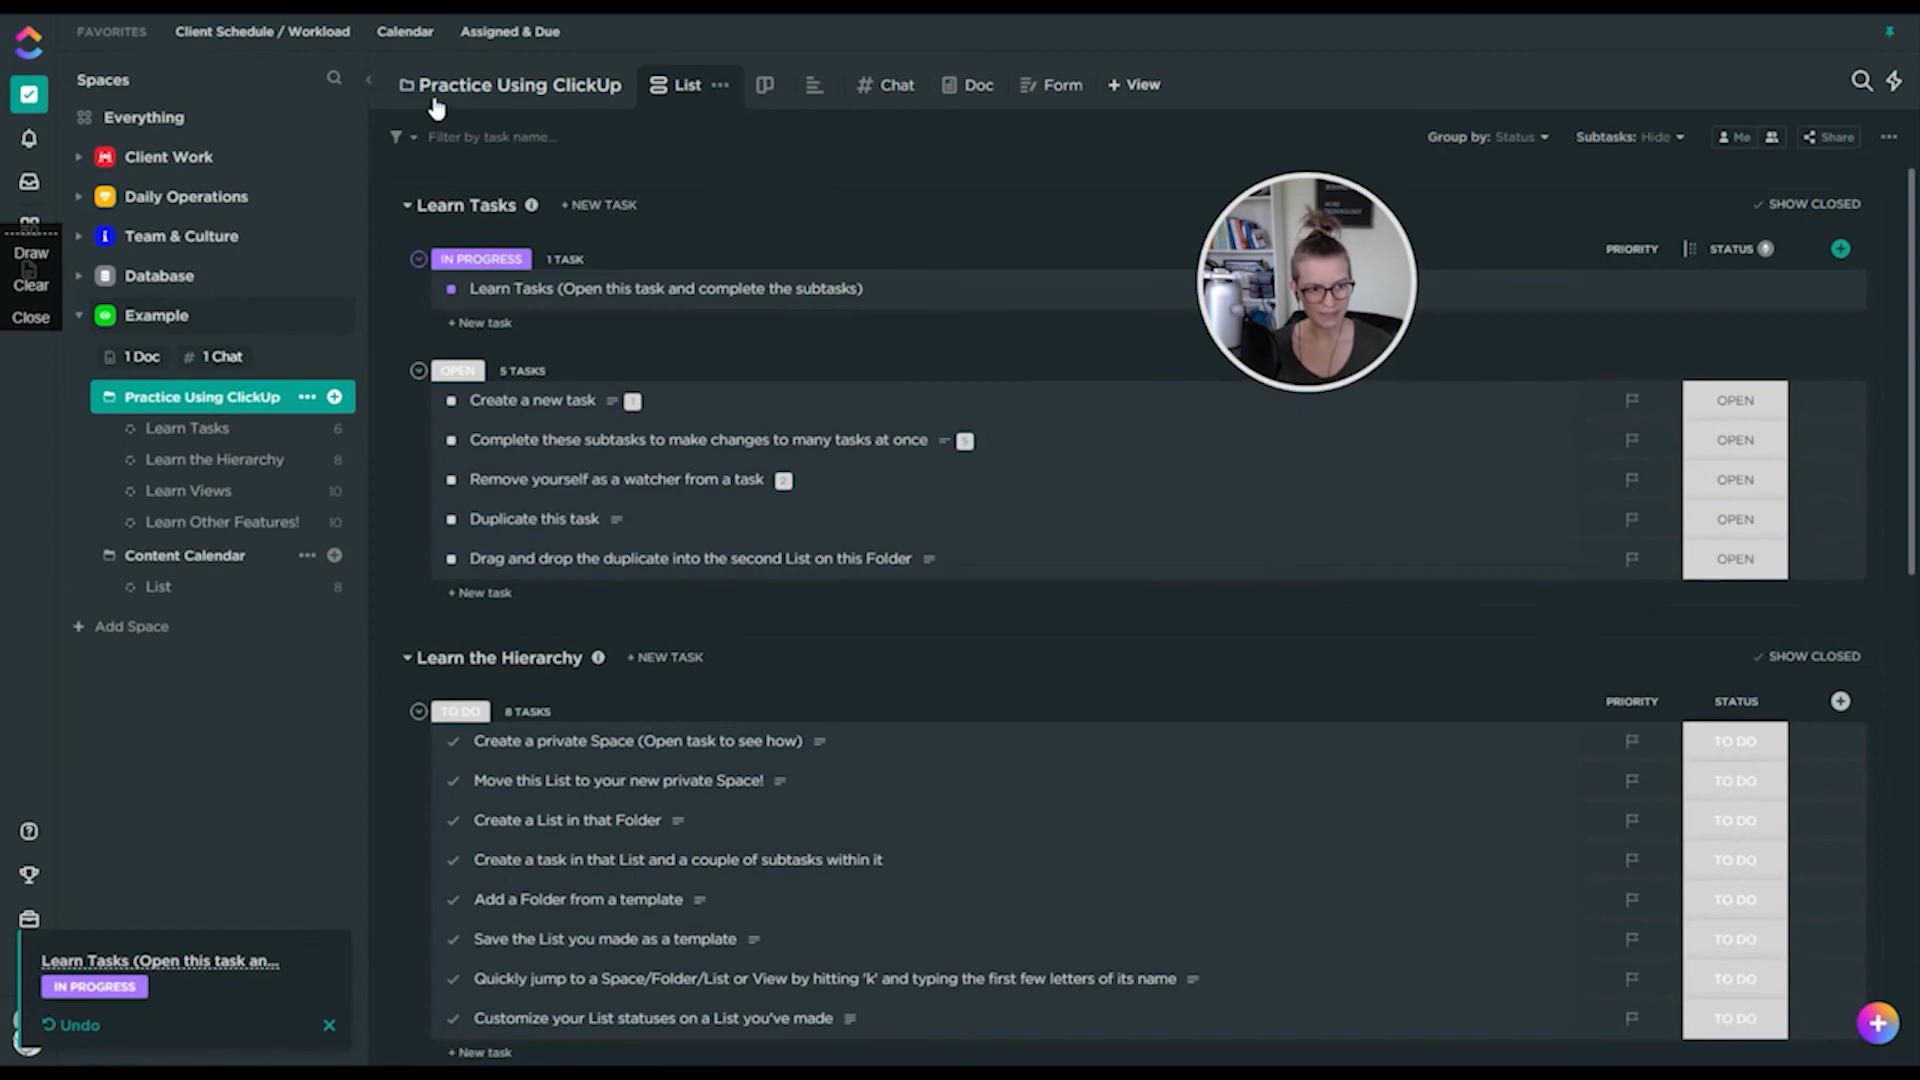 FAVORITES Client Schedule / Workload Calendar Assigned & Due
Spaces
Everything
Client Work
Daily Operations
Team & Culture
Database
Example
1 Doc # 1 Chat
Practice Using ClickUp
Learn Tasks 6
Learn the Hierarchy 8
Learn Views 10
Learn Other Features! 10
Content Calendar
List 8
+ Add Space
Draw
Clear
Close
Practice Using ClickUp List # Chat Doc Form + View
Filter by task name... Group by: Status Subtasks: Hide Me Share
Learn Tasks + NEW TASK SHOW CLOSED
IN PROGRESS 1 TASK PRIORITY STATUS
Learn Tasks (Open this task and complete the subtasks)
+ New task
OPEN 5 TASKS
Create a new task 1 OPEN
Complete these subtasks to make changes to many tasks at once 5 OPEN
Remove yourself as a watcher from a task 2 OPEN
Duplicate this task OPEN
Drag and drop the duplicate into the second List on this Folder OPEN
+ New task
Learn the Hierarchy + NEW TASK SHOW CLOSED
TO DO 8 TASKS PRIORITY STATUS
Create a private Space (Open task to see how) TO DO
Move this List to your new private Space! TO DO
Create a List in that Folder TO DO
Create a task in that List and a couple of subtasks within it TO DO
Add a Folder from a template TO DO
Save the List you made as a template TO DO
Quickly jump to a Space/Folder/List or View by hitting 'k' and typing the first few letters of its name TO DO
Customize your List statuses on a List you've made TO DO
+ New task
Learn Tasks (Open this task an...
IN PROGRESS
Undo